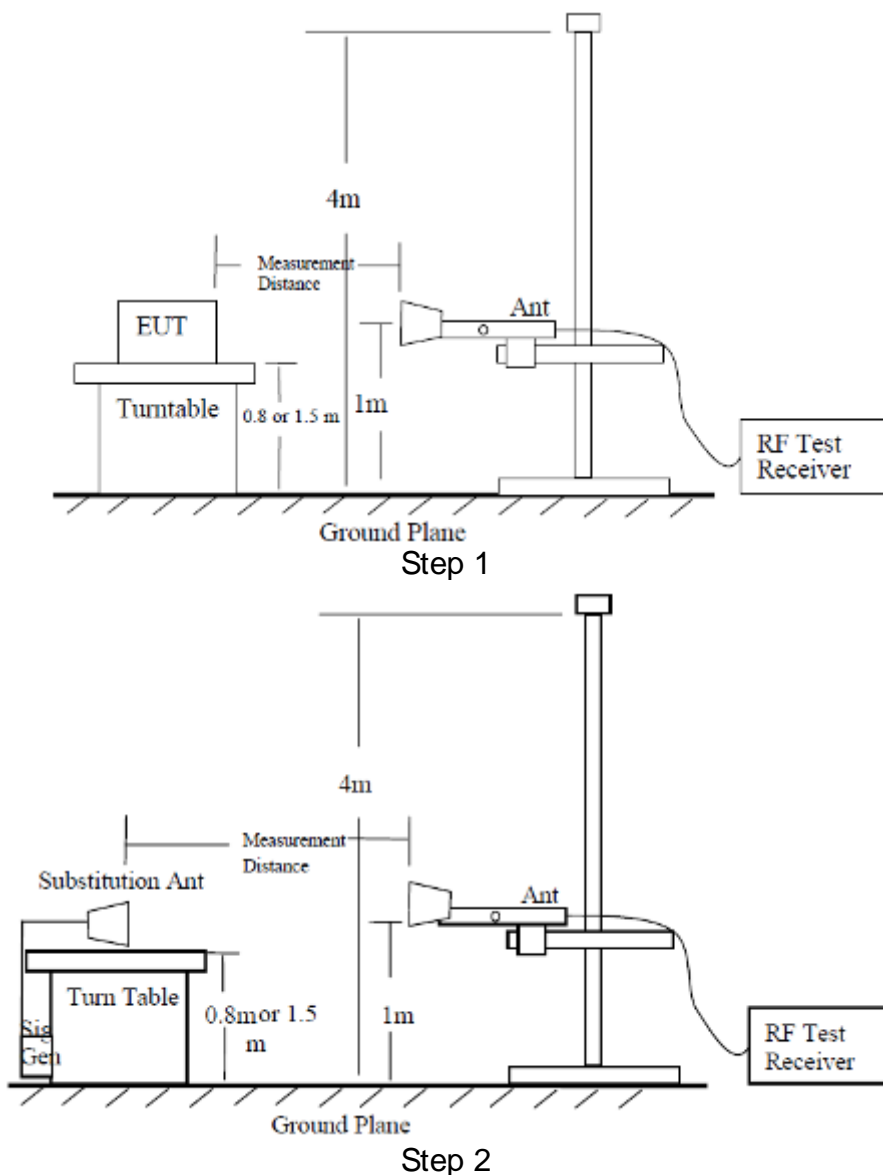 4m
Measurement
Distance
EUT
Ant
Turntable
0.8 or 1.5 m
1m
RF Test
Receiver
Ground Plane
Step 1
4m
Measurement
Distance
Substitution Ant
Ant
Turn Table
0.8m or 1.5
m
1m
Sig
Gen
RF Test
Receiver
Ground Plane
Step 2